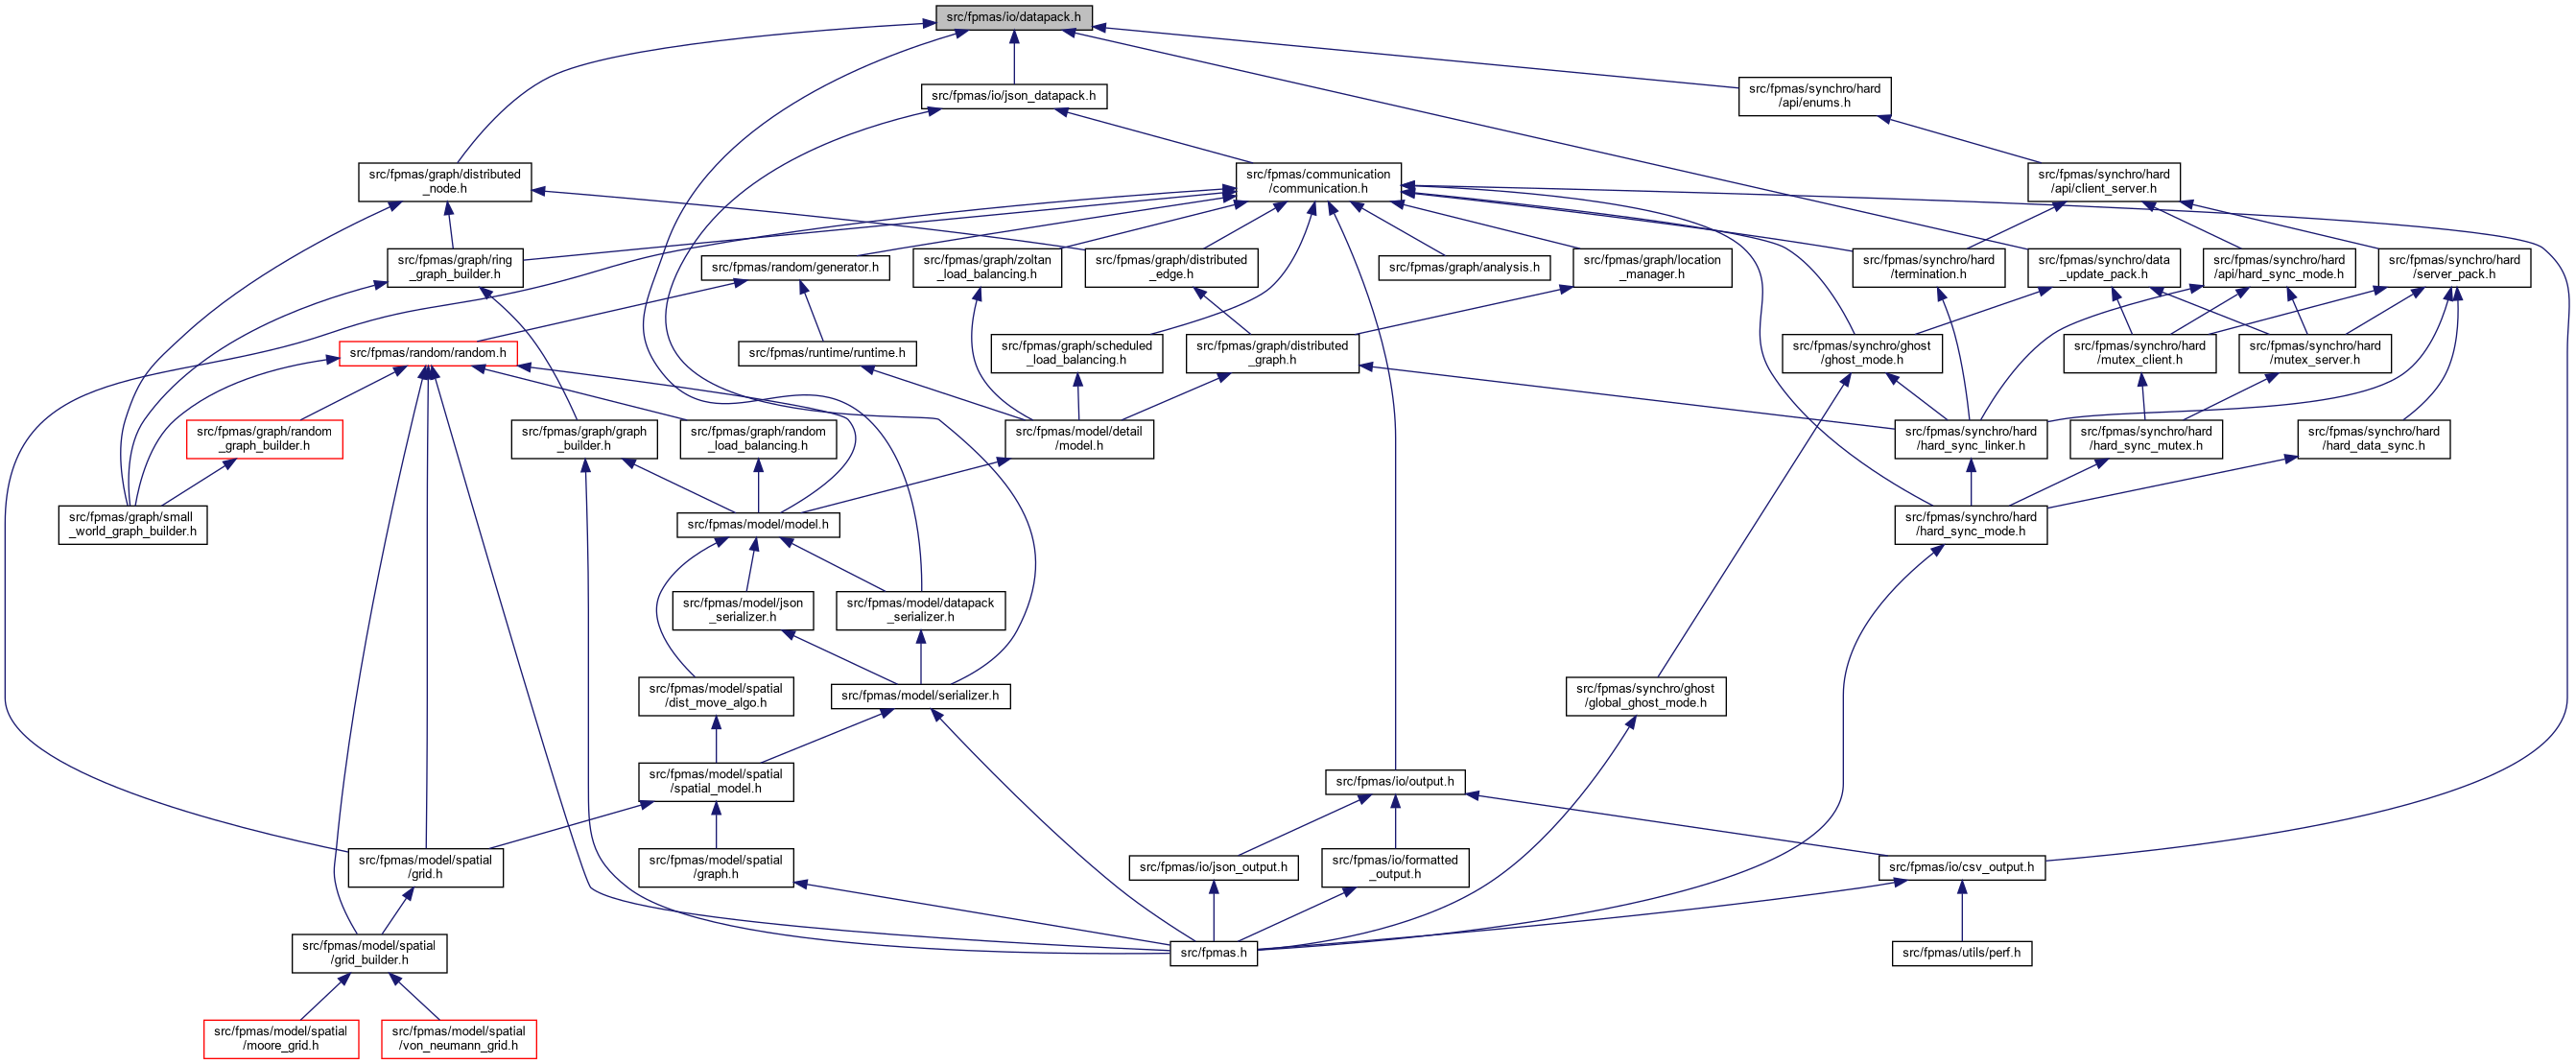 src/fpmas/io/datapack.h
src/fpmas/io/json_datapack.h
src/fpmas/synchro/hard
/api/enums.h
src/fpmas/graph/distributed
_node.h
src/fpmas/communication
/communication.h
src/fpmas/synchro/hard
/api/client_server.h
src/fpmas/graph/ring
_graph_builder.h
src/fpmas/random/generator.h
src/fpmas/graph/zoltan
_load_balancing.h
src/fpmas/graph/distributed
_edge.h
src/fpmas/graph/analysis.h
src/fpmas/graph/location
_manager.h
src/fpmas/synchro/hard
/termination.h
src/fpmas/synchro/data
_update_pack.h
src/fpmas/synchro/hard
/api/hard_sync_mode.h
src/fpmas/synchro/hard
/server_pack.h
src/fpmas/random/random.h
src/fpmas/runtime/runtime.h
src/fpmas/graph/scheduled
_load_balancing.h
src/fpmas/graph/distributed
_graph.h
src/fpmas/synchro/ghost
/ghost_mode.h
src/fpmas/synchro/hard
/mutex_client.h
src/fpmas/synchro/hard
/mutex_server.h
src/fpmas/graph/random
_graph_builder.h
src/fpmas/graph/graph
_builder.h
src/fpmas/graph/random
_load_balancing.h
src/fpmas/model/detail
/model.h
src/fpmas/synchro/hard
/hard_sync_linker.h
src/fpmas/synchro/hard
/hard_sync_mutex.h
src/fpmas/synchro/hard
/hard_data_sync.h
src/fpmas/graph/small
_world_graph_builder.h
src/fpmas/model/model.h
src/fpmas/synchro/hard
/hard_sync_mode.h
src/fpmas/model/json
_serializer.h
src/fpmas/model/datapack
_serializer.h
src/fpmas/model/spatial
/dist_move_algo.h
src/fpmas/model/serializer.h
src/fpmas/synchro/ghost
/global_ghost_mode.h
src/fpmas/model/spatial
/spatial_model.h
src/fpmas/io/output.h
src/fpmas/model/spatial
/grid.h
src/fpmas/model/spatial
/graph.h
src/fpmas/io/json_output.h
src/fpmas/io/formatted
_output.h
src/fpmas/io/csv_output.h
src/fpmas/model/spatial
/grid_builder.h
src/fpmas.h
src/fpmas/utils/perf.h
src/fpmas/model/spatial
/moore_grid.h
src/fpmas/model/spatial
/von_neumann_grid.h